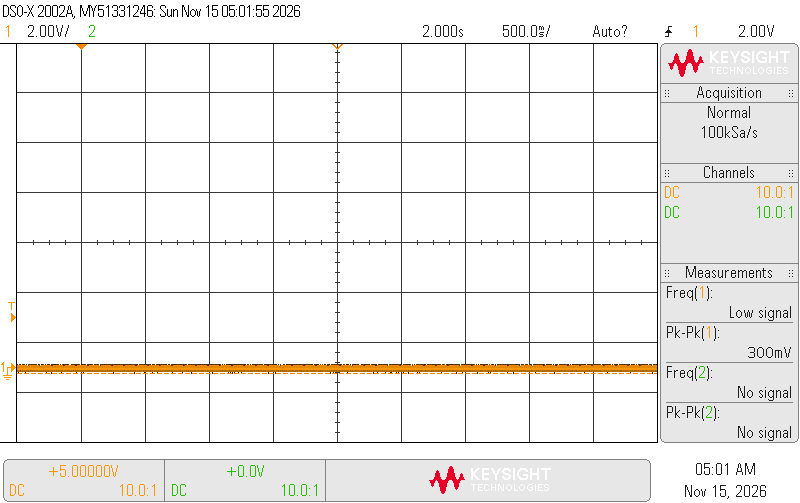 DSO-X 2002A, MY51331246: Sun Nov 15 05:01:55 2026
1 2.00V/ 2 2.000s 500.0ms/ Auto? 1 2.00V
KEYSIGHT
TECHNOLOGIES
Acquisition
Normal
100kSa/s
Channels
DC 10.0:1
DC 10.0:1
Measurements
Freq(1):
Low signal
Pk-Pk(1):
300mV
Freq(2):
No signal
Pk-Pk(2):
No signal
T
1
+5.00000V
DC 10.0:1
+0.0V
DC 10.0:1
KEYSIGHT
TECHNOLOGIES
05:01 AM
Nov 15, 2026